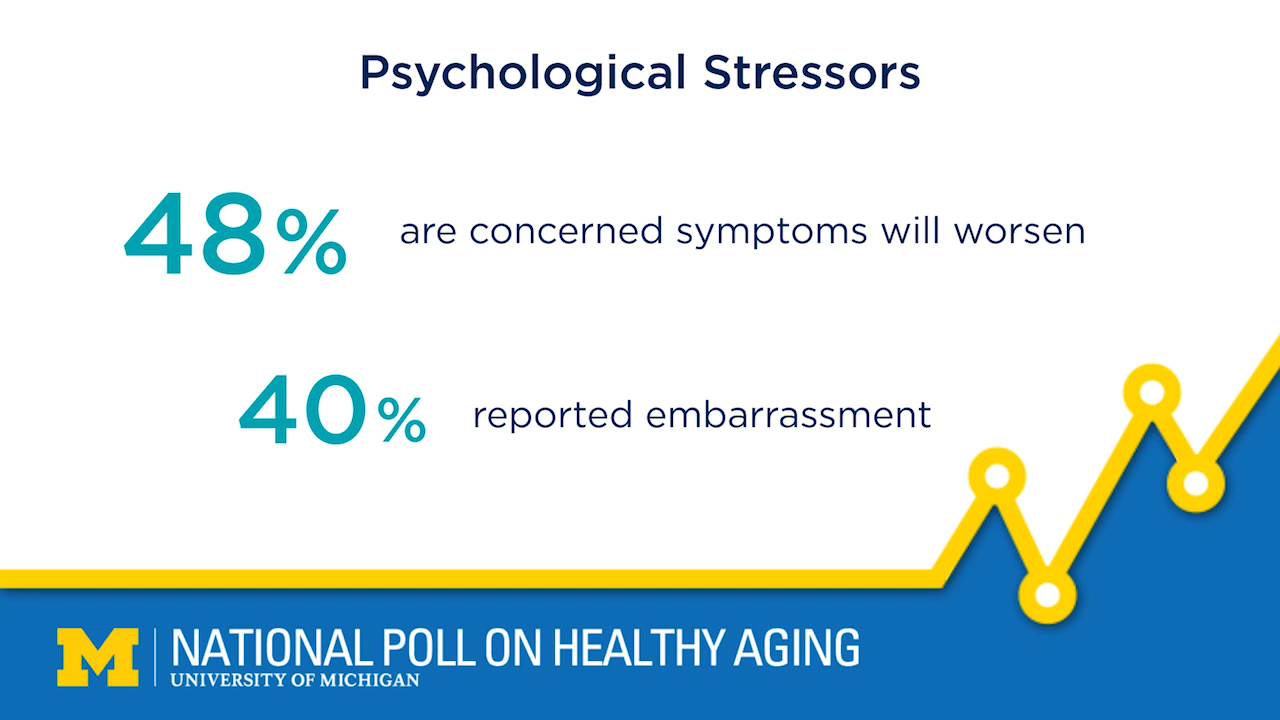 Psychological Stressors
48% are concerned symptoms will worsen
40% reported embarrassment
M NATIONAL POLL ON HEALTHY AGING
UNIVERSITY OF MICHIGAN